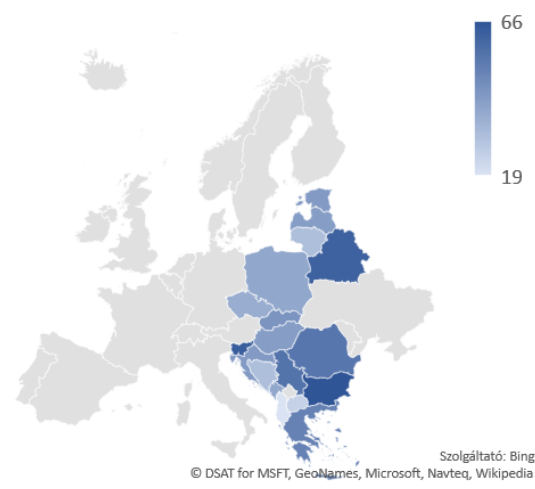 66
19
Szolgáltató: Bing
© DSAT for MSFT, GeoNames, Microsoft, Navteq, Wikipedia